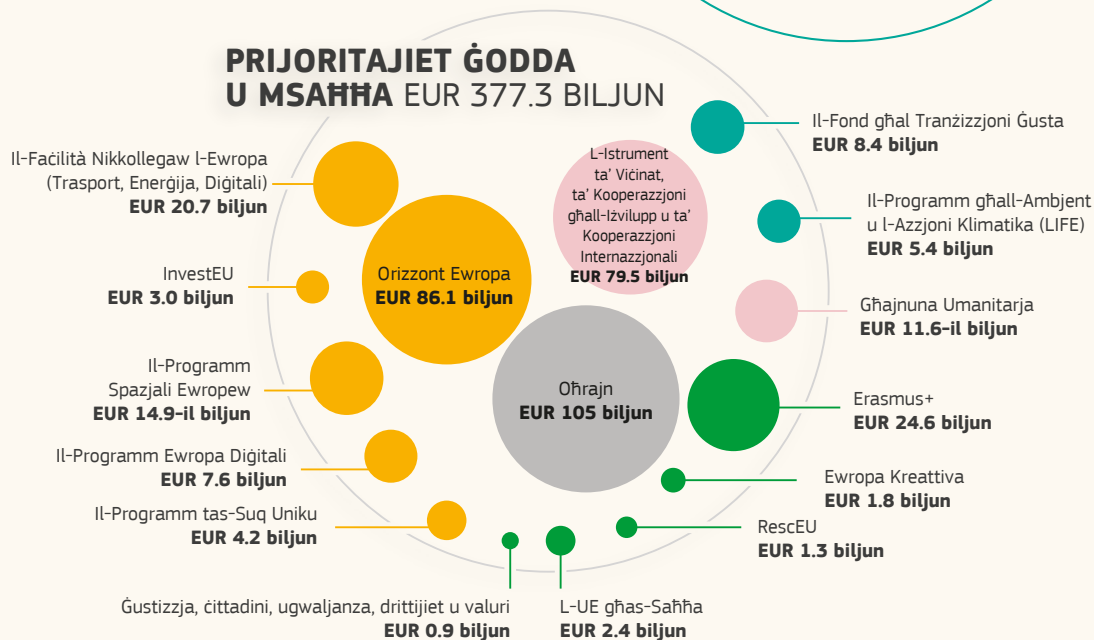 PRIJORITAJIET ĠODDA
U MSAĦĦA EUR 377.3 BILJUN
Il-Faċilità Nikkollegaw l-Ewropa
(Trasport, Enerġija, Diġitali)
EUR 20.7 biljun
InvestEU
EUR 3.0 biljun
Il-Programm
Spazjali Ewropew
EUR 14.9-il biljun
Il-Programm Ewropa Diġitali
EUR 7.6 biljun
Il-Programm tas-Suq Uniku
EUR 4.2 biljun
Ġustizzja, ċittadini, ugwaljanza, drittijiet u valuri
EUR 0.9 biljun
L-UE għas-Saħħa
EUR 2.4 biljun
Orizzont Ewropa
EUR 86.1 biljun
L-Istrument
ta’ Viċinat,
ta’ Kooperazzjoni
għall-Iżvilupp u ta’
Kooperazzjoni
Internazzjonali
EUR 79.5 biljun
Oħrajn
EUR 105 biljun
Il-Fond għal Tranżizzjoni Ġusta
EUR 8.4 biljun
Il-Programm għall-Ambjent
u l-Azzjoni Klimatika (LIFE)
EUR 5.4 biljun
Għajnuna Umanitarja
EUR 11.6-il biljun
Erasmus+
EUR 24.6 biljun
Ewropa Kreattiva
EUR 1.8 biljun
RescEU
EUR 1.3 biljun